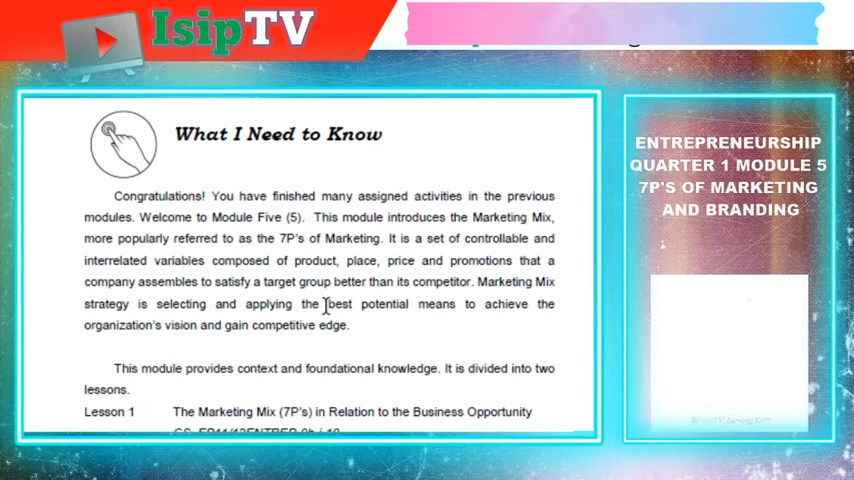 IsipTV
What I Need to Know
Congratulations! You have finished many assigned activities in the previous
modules. Welcome to Module Five (5). This module introduces the Marketing Mix,
more popularly referred to as the 7P's of Marketing. It is a set of controllable and
interrelated variables composed of product, place, price and promotions that a
company assembles to satisfy a target group better than its competitor. Marketing Mix
strategy is selecting and applying the best potential means to achieve the
organization's vision and gain competitive edge.
This module provides context and foundational knowledge. It is divided into two
lessons.
Lesson 1 The Marketing Mix (7P's) in Relation to the Business Opportunity
ENTREPRENEURSHIP
QUARTER 1 MODULE 5
7P'S OF MARKETING
AND BRANDING